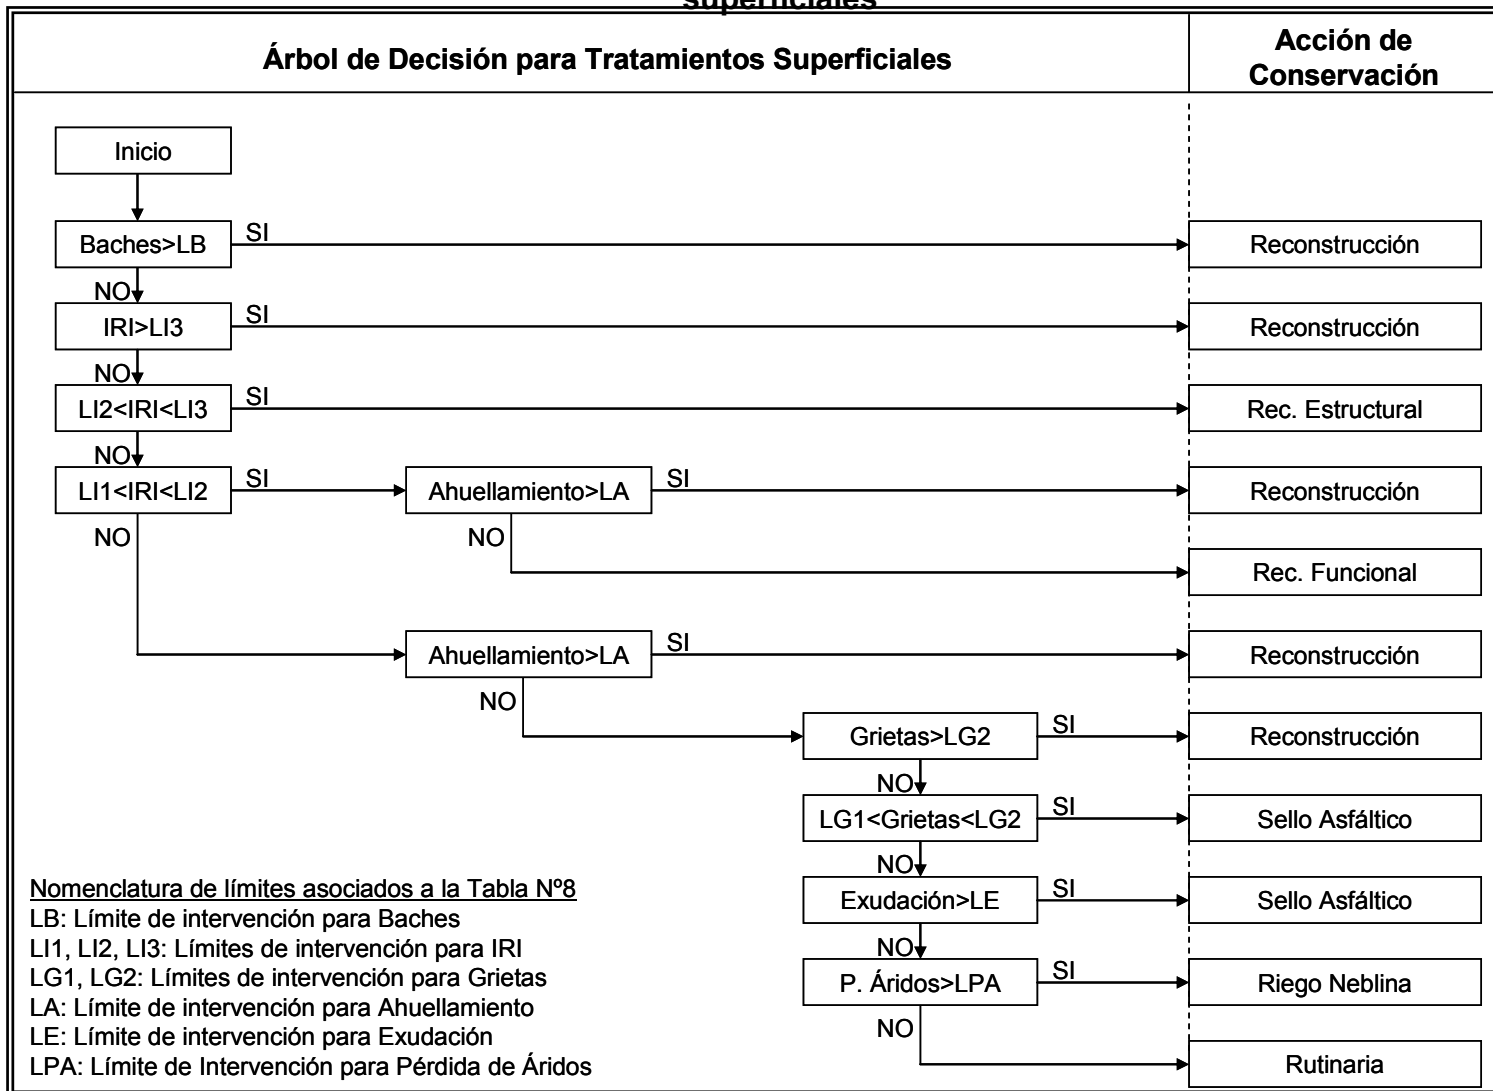 superficiales
Árbol de Decisión para Tratamientos Superficiales
Acción de
Conservación
Inicio
Baches>LB
SI
Reconstrucción
NO
IRI>LI3
SI
Reconstrucción
NO
LI2<IRI<LI3
SI
Rec. Estructural
NO
LI1<IRI<LI2
SI
Ahuellamiento>LA
SI
Reconstrucción
NO
NO
Rec. Funcional
Ahuellamiento>LA
SI
Reconstrucción
NO
Grietas>LG2
SI
Reconstrucción
NO
LG1<Grietas<LG2
SI
Sello Asfáltico
NO
Exudación>LE
SI
Sello Asfáltico
NO
P. Áridos>LPA
SI
Riego Neblina
NO
Rutinaria
Nomenclatura de límites asociados a la Tabla Nº8
LB: Límite de intervención para Baches
LI1, LI2, LI3: Límites de intervención para IRI
LG1, LG2: Límites de intervención para Grietas
LA: Límite de intervención para Ahuellamiento
LE: Límite de intervención para Exudación
LPA: Límite de Intervención para Pérdida de Áridos